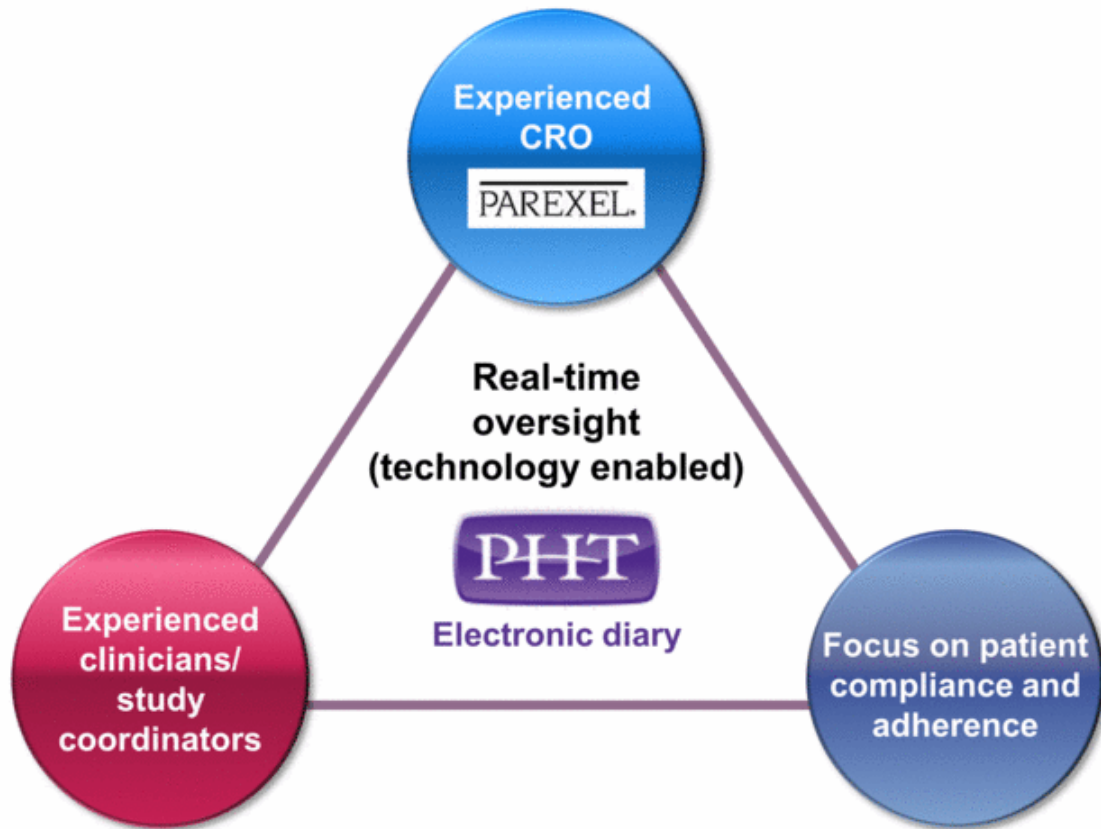 Experienced
CRO
PAREXEL.
Real-time
oversight
(technology enabled)
PHT
Electronic diary
Experienced
clinicians/
study
coordinators
Focus on patient
compliance and
adherence